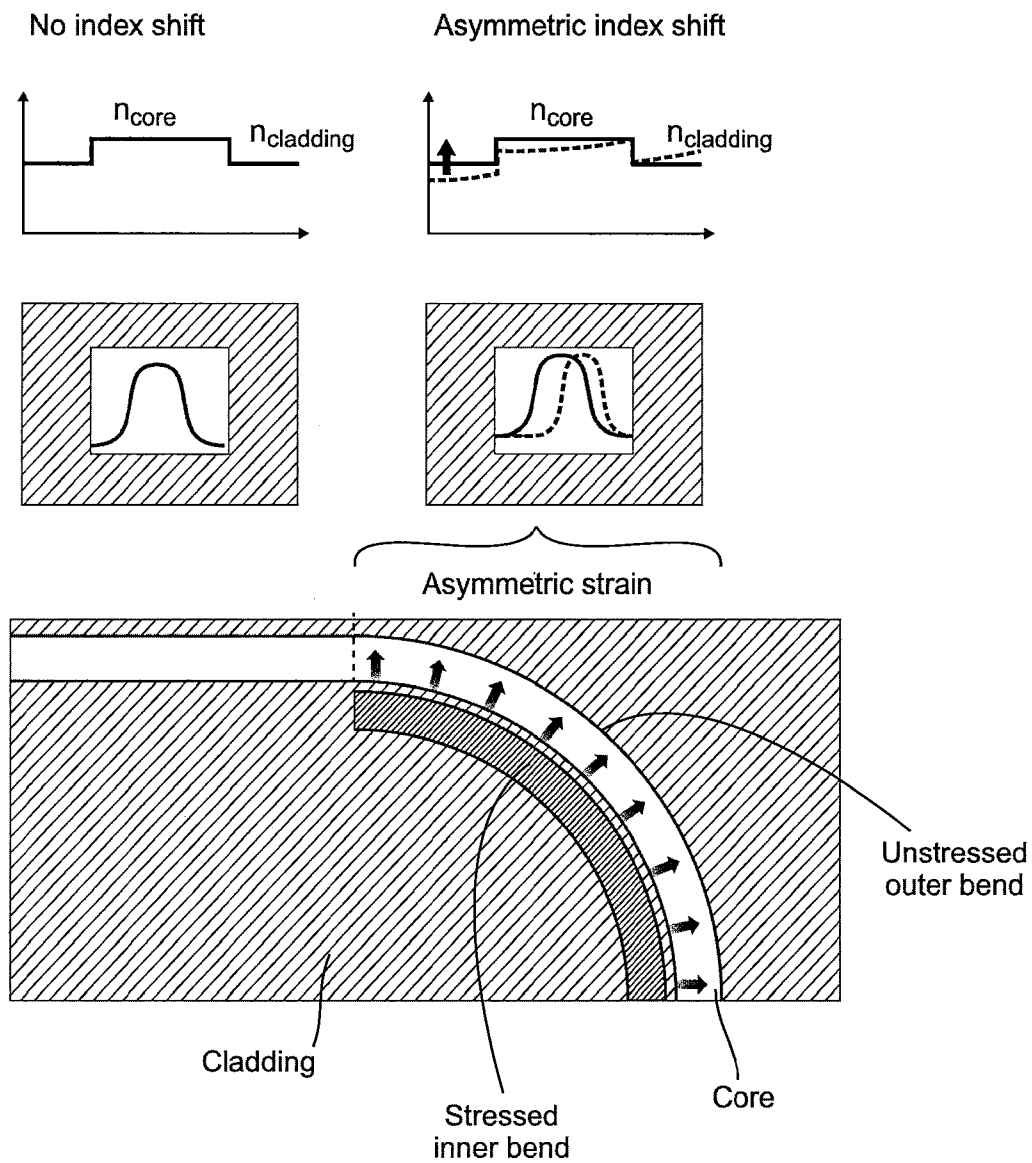 No index shift
Asymmetric index shift
n_core
n_cladding
n_core
n_cladding
Asymmetric strain
Unstressed
outer bend
Cladding
Stressed
inner bend
Core